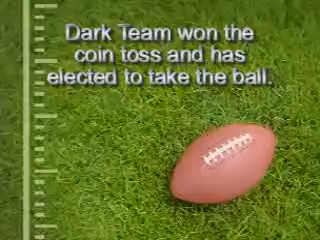 Dark Team won the
coin toss and has
elected to take the ball.